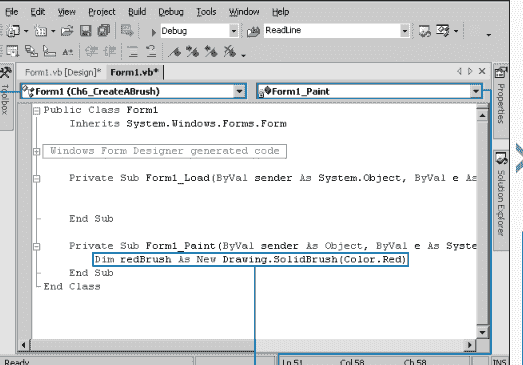 File Edit View Project Build Debug Tools Window Help
Debug ReadLine
Form1.vb [Design]* Form1.vb*
Form1 (Ch6_CreateABrush) Form1_Paint
Toolbox
Properties
Solution Explorer
Public Class Form1
Inherits System.Windows.Forms.Form
Windows Form Designer generated code
Private Sub Form1_Load(ByVal sender As System.Object, ByVal e As
End Sub
Private Sub Form1_Paint(ByVal sender As Object, ByVal e As Syste
Dim redBrush As New Drawing.SolidBrush(Color.Red)
End Sub
End Class
Ready Ln 51 Col 58 Ch 58 INS